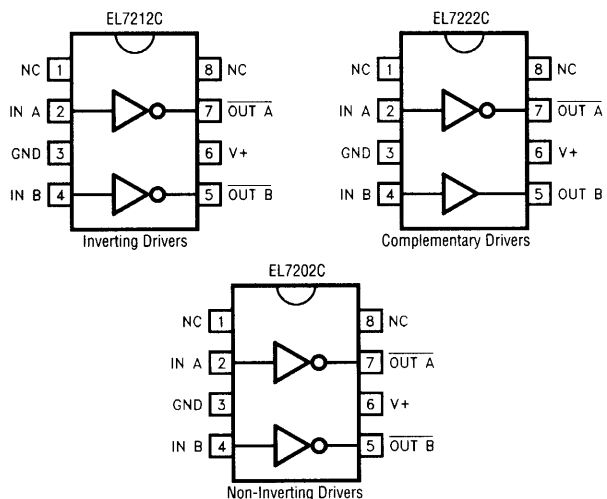 EL7212C
NC 1 8 NC
IN A 2 7 OUT A
GND 3 6 V+
IN B 4 5 OUT B
Inverting Drivers
EL7222C
NC 1 8 NC
IN A 2 7 OUT A
GND 3 6 V+
IN B 4 5 OUT B
Complementary Drivers
EL7202C
NC 1 8 NC
IN A 2 7 OUT A
GND 3 6 V+
IN B 4 5 OUT B
Non-Inverting Drivers